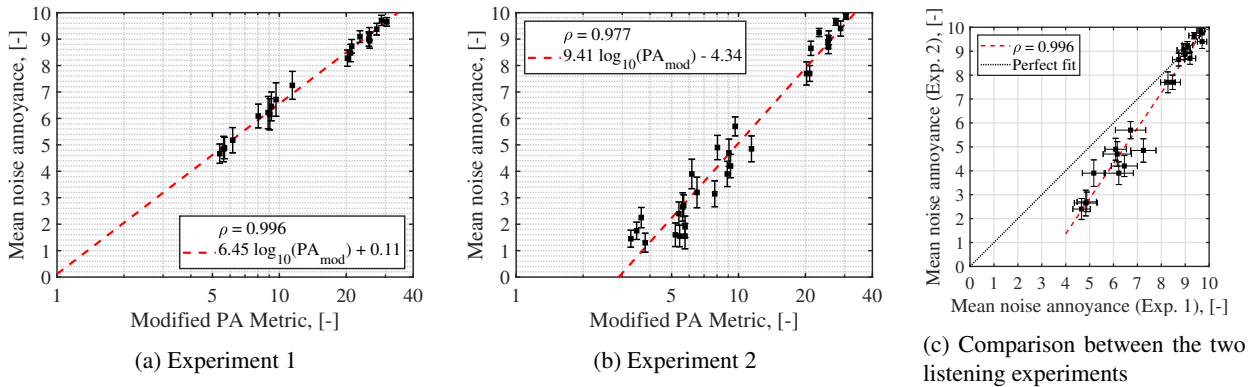 10
9
8
7
6
5
4
3
2
1
0
Mean noise annoyance, [-]
ρ = 0.996
6.45 log10(PAmod) + 0.11
1
5
10
20
40
Modified PA Metric, [-]
(a) Experiment 1
10
9
8
7
6
5
4
3
2
1
0
Mean noise annoyance, [-]
ρ = 0.977
9.41 log10(PAmod) − 4.34
1
5
10
20
40
Modified PA Metric, [-]
(b) Experiment 2
10
9
8
7
6
5
4
3
2
1
0
Mean noise annoyance (Exp. 2), [-]
ρ = 0.996
Perfect fit
0 1 2 3 4 5 6 7 8 9 10
Mean noise annoyance (Exp. 1), [-]
(c) Comparison between the two
listening experiments